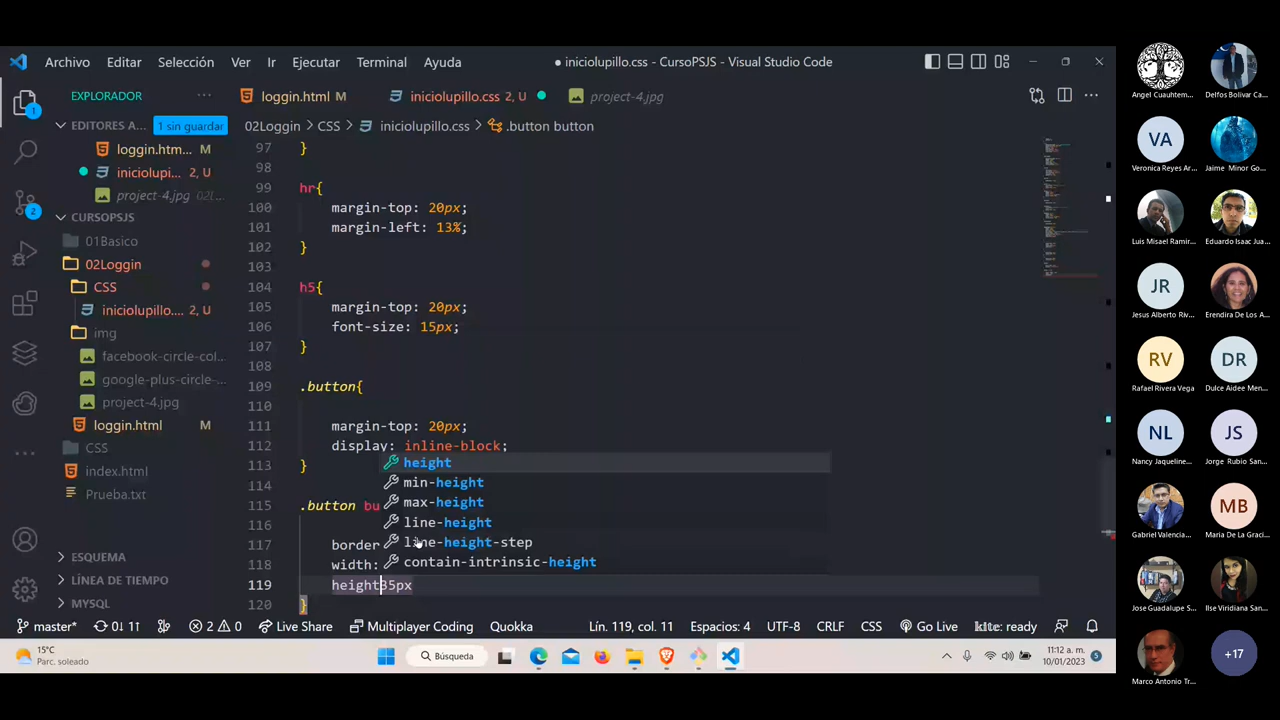 Archivo Editar Selección Ver Ir Ejecutar Terminal Ayuda
● iniciolupillo.css - CursoPSJS - Visual Studio Code
EXPLORADOR ···
loggin.html M
iniciolupillo.css 2, U
project-4.jpg
EDITORES A... 1 sin guardar
loggin.htm... M
iniciolupi... 2, U
project-4.jpg 02l...
CURSOPSJS
01Basico
02Loggin
CSS
iniciolupillo.... 2, U
img
facebook-circle-col...
google-plus-circle-...
project-4.jpg
loggin.html M
CSS
index.html
Prueba.txt
ESQUEMA
LÍNEA DE TIEMPO
MYSQL
1
2
02Loggin > CSS > iniciolupillo.css > .button button
97 }
98
99 hr{
100 margin-top: 20px;
101 margin-left: 13%;
102 }
103
104 h5{
105 margin-top: 20px;
106 font-size: 15px;
107 }
108
109 .button{
110
111 margin-top: 20px;
112 display: inline-block;
113 }
114
115 .button bu
116
117 border
118 width:
119 height35px
120 }
height
min-height
max-height
line-height
line-height-step
contain-intrinsic-height
master* 0↓ 1↑ 2 0 Live Share Multiplayer Coding Quokka Lín. 119, col. 11 Espacios: 4 UTF-8 CRLF CSS Go Live kite: ready
15°C
Parc. soleado
Búsqueda
11:12 a. m.
10/01/2023
5
Angel Cuauhtem...
Delfos Bolivar Ca...
VA
Veronica Reyes Ar...
Jaime Minor Go...
Luis Misael Ramir...
Eduardo Isaac Jua...
JR
Jesus Alberto Riv...
Erendira De Los A...
RV
Rafael Rivera Vega
DR
Dulce Aidee Men...
NL
Nancy Jaqueline...
JS
Jorge Rubio San...
Gabriel Valencia...
MB
Maria De La Grac...
Jose Guadalupe S...
Ilse Viridiana San...
Marco Antonio Tr...
+17